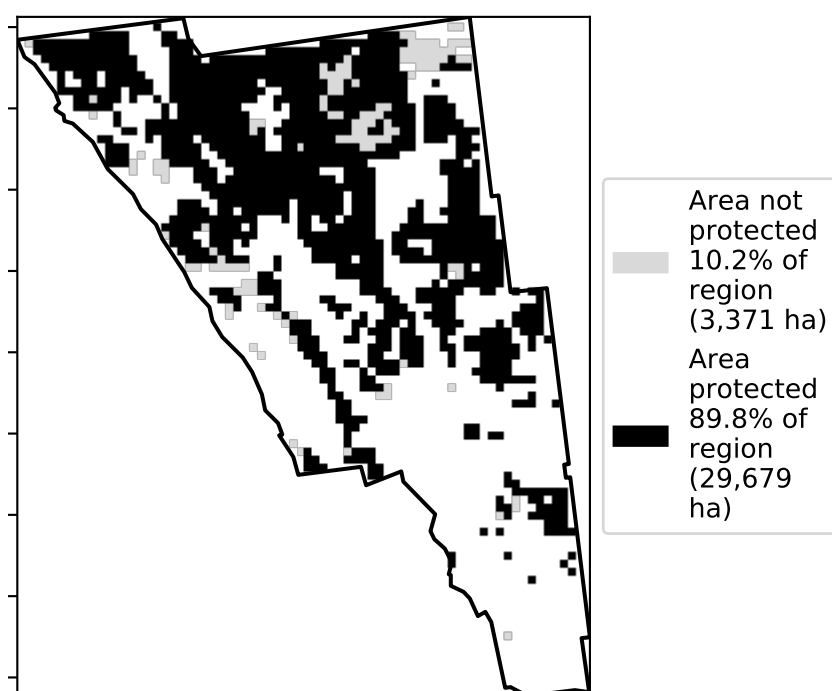 Area not
protected
10.2% of
region
(3,371 ha)
Area
protected
89.8% of
region
(29,679
ha)